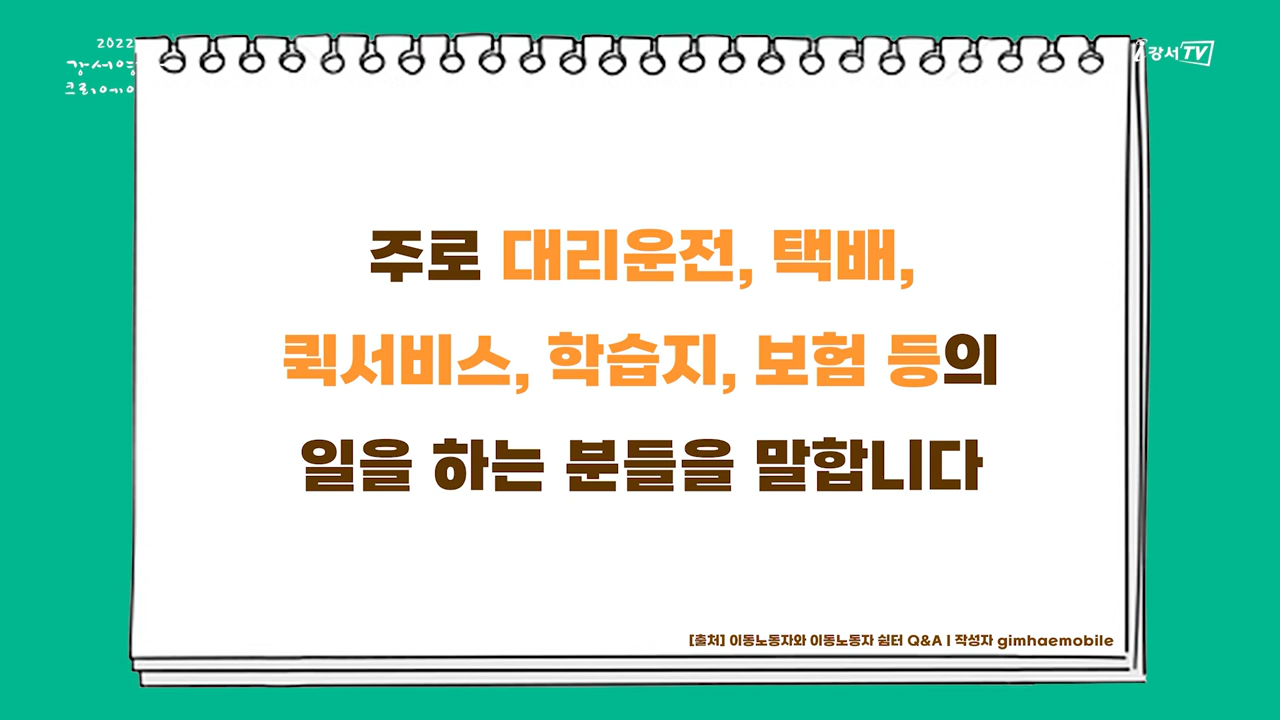 2022
강서영
크리에이
i강서TV
주로 대리운전, 택배,
퀵서비스, 학습지, 보험 등의
일을 하는 분들을 말합니다
[출처] 이동노동자와 이동노동자 쉼터 Q&A | 작성자 gimhaemobile